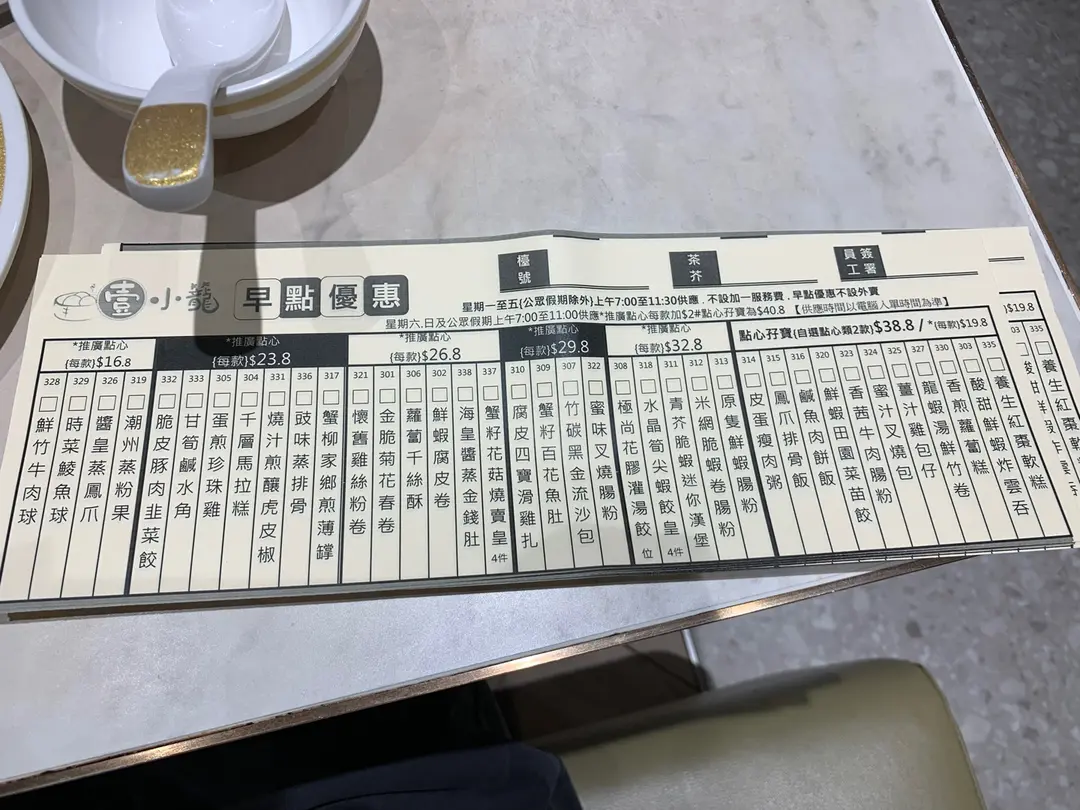 壹·小籠
早點優惠
檯號
茶芥
員工簽署
星期一至五(公眾假期除外)上午7:00至11:30供應．不設加一服務費．早點優惠不設外賣
星期六．日及公眾假期上午7:00至11:00供應*推廣點心每款加$2#點心孖寶為$40.8【供應時間以電腦入單時間為準】
*推廣點心
{每款}$16.8
328 鮮竹牛肉球
329 時菜鯪魚球
326 醬皇蒸鳳爪
319 潮州蒸粉果
*推廣點心
{每款}$23.8
332 脆皮豚肉韭菜餃
333 甘筍鹹水角
305 蛋煎珍珠雞
304 千層馬拉糕
331 燒汁煎釀虎皮椒
336 豉味蒸排骨
317 蟹柳家鄉煎薄罉
*推廣點心
{每款}$26.8
321 懷舊雞絲粉卷
301 金脆菊花春卷
306 蘿蔔千絲酥
302 鮮蝦腐皮卷
338 海皇醬蒸金錢肚
337 蟹籽花菇燒賣皇 4件
*推廣點心
{每款}$29.8
310 腐皮四寶滑雞扎
309 蟹籽百花魚肚
307 竹碳黑金流沙包
322 蜜味叉燒腸粉
*推廣點心
{每款}$32.8
308 極尚花膠灌湯餃 位
318 水晶筍尖蝦餃皇 4件
311 青芥脆蝦迷你漢堡
312 米網脆蝦卷腸粉
313 原隻鮮蝦腸粉
點心孖寶(自選點心類2款)$38.8 / *{每款}$19.8
314 皮蛋瘦肉粥
315 鳳爪排骨飯
316 鹹魚肉餅飯
320 鮮蝦田園菜苗餃
323 香茜牛肉腸粉
324 蜜汁叉燒包
325 薑汁雞包仔
327 龍蝦湯鮮竹卷
330 香煎蘿蔔糕
303 酸甜鮮蝦炸雲吞
335 養生紅棗軟糕
)$19.8
03
335 養生紅棗軟